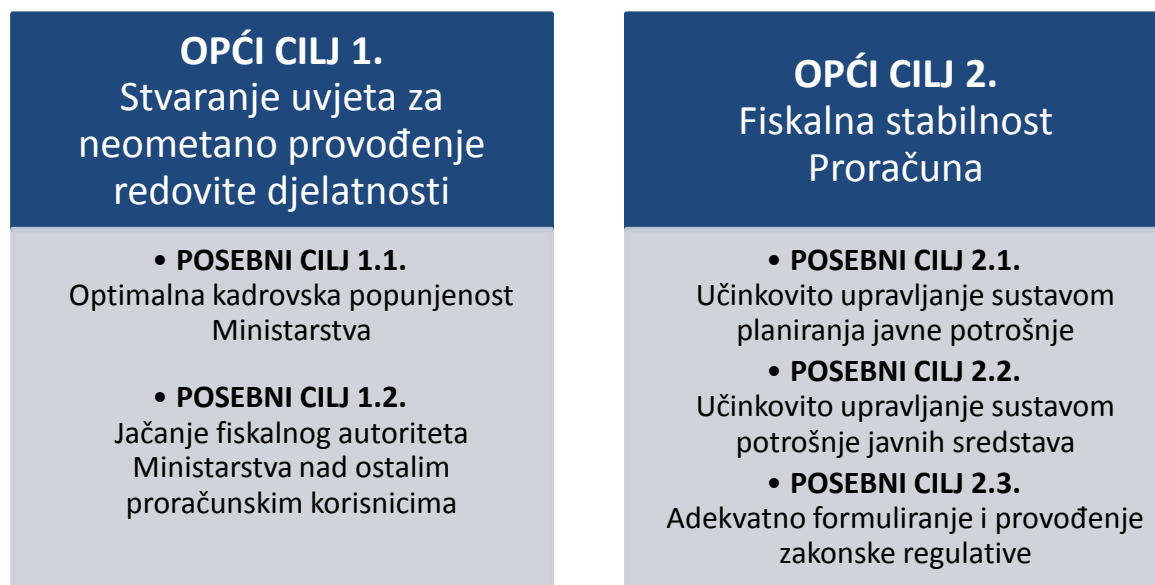 OPĆI CILJ 1.
Stvaranje uvjeta za
neometano provođenje
redovite djelatnosti
• POSEBNI CILJ 1.1.
Optimalna kadrovska popunjenost
Ministarstva
• POSEBNI CILJ 1.2.
Jačanje fiskalnog autoriteta
Ministarstva nad ostalim
proračunskim korisnicima
OPĆI CILJ 2.
Fiskalna stabilnost
Proračuna
• POSEBNI CILJ 2.1.
Učinkovito upravljanje sustavom
planiranja javne potrošnje
• POSEBNI CILJ 2.2.
Učinkovito upravljanje sustavom
potrošnje javnih sredstava
• POSEBNI CILJ 2.3.
Adekvatno formuliranje i provođenje
zakonske regulative